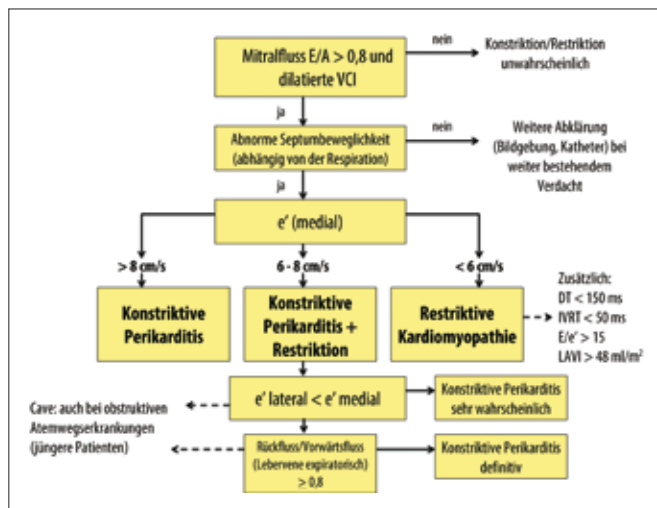 Mitralfluss E/A > 0,8 und
dilatierte VCI
nein
Konstriktion/Restriktion
unwahrscheinlich
ja
Abnorme Septumbeweglichkeit
(abhängig von der Respiration)
nein
Weitere Abklärung
(Bildgebung, Katheter) bei
weiter bestehendem
Verdacht
ja
e' (medial)
> 8 cm/s
6 - 8 cm/s
< 6 cm/s
Konstriktive
Perikarditis
Konstriktive
Perikarditis +
Restriktion
Restriktive
Kardiomyopathie
Zusätzlich:
DT < 150 ms
IVRT < 50 ms
E/e' > 15
LAVI > 48 ml/m²
e' lateral < e' medial
Konstriktive Perikarditis
sehr wahrscheinlich
Cave: auch bei obstruktiven
Atemwegserkrankungen
(jüngere Patienten)
Rückfluss/Vorwärtsfluss
(Lebervene expiratorisch)
≥ 0,8
Konstriktive Perikarditis
definitiv